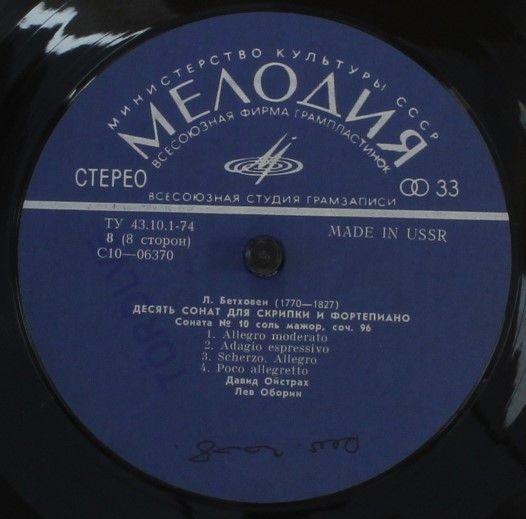 МИНИСТЕРСТВО КУЛЬТУРЫ СССР
МЕЛОДИЯ
ВСЕСОЮЗНАЯ ФИРМА ГРАМПЛАСТИНОК
СТЕРЕО
33
ВСЕСОЮЗНАЯ СТУДИЯ ГРАМЗАПИСИ
ТУ 43.10.1-74
8 (8 сторон)
С10—06370
MADE IN USSR
Л. Бетховен (1770—1827)
ДЕСЯТЬ СОНАТ ДЛЯ СКРИПКИ И ФОРТЕПИАНО
Соната № 10 соль мажор, соч. 96
1. Allegro moderato
2. Adagio espressivo
3. Scherzo. Allegro
4. Poco allegretto
Давид Ойстрах
Лев Оборин